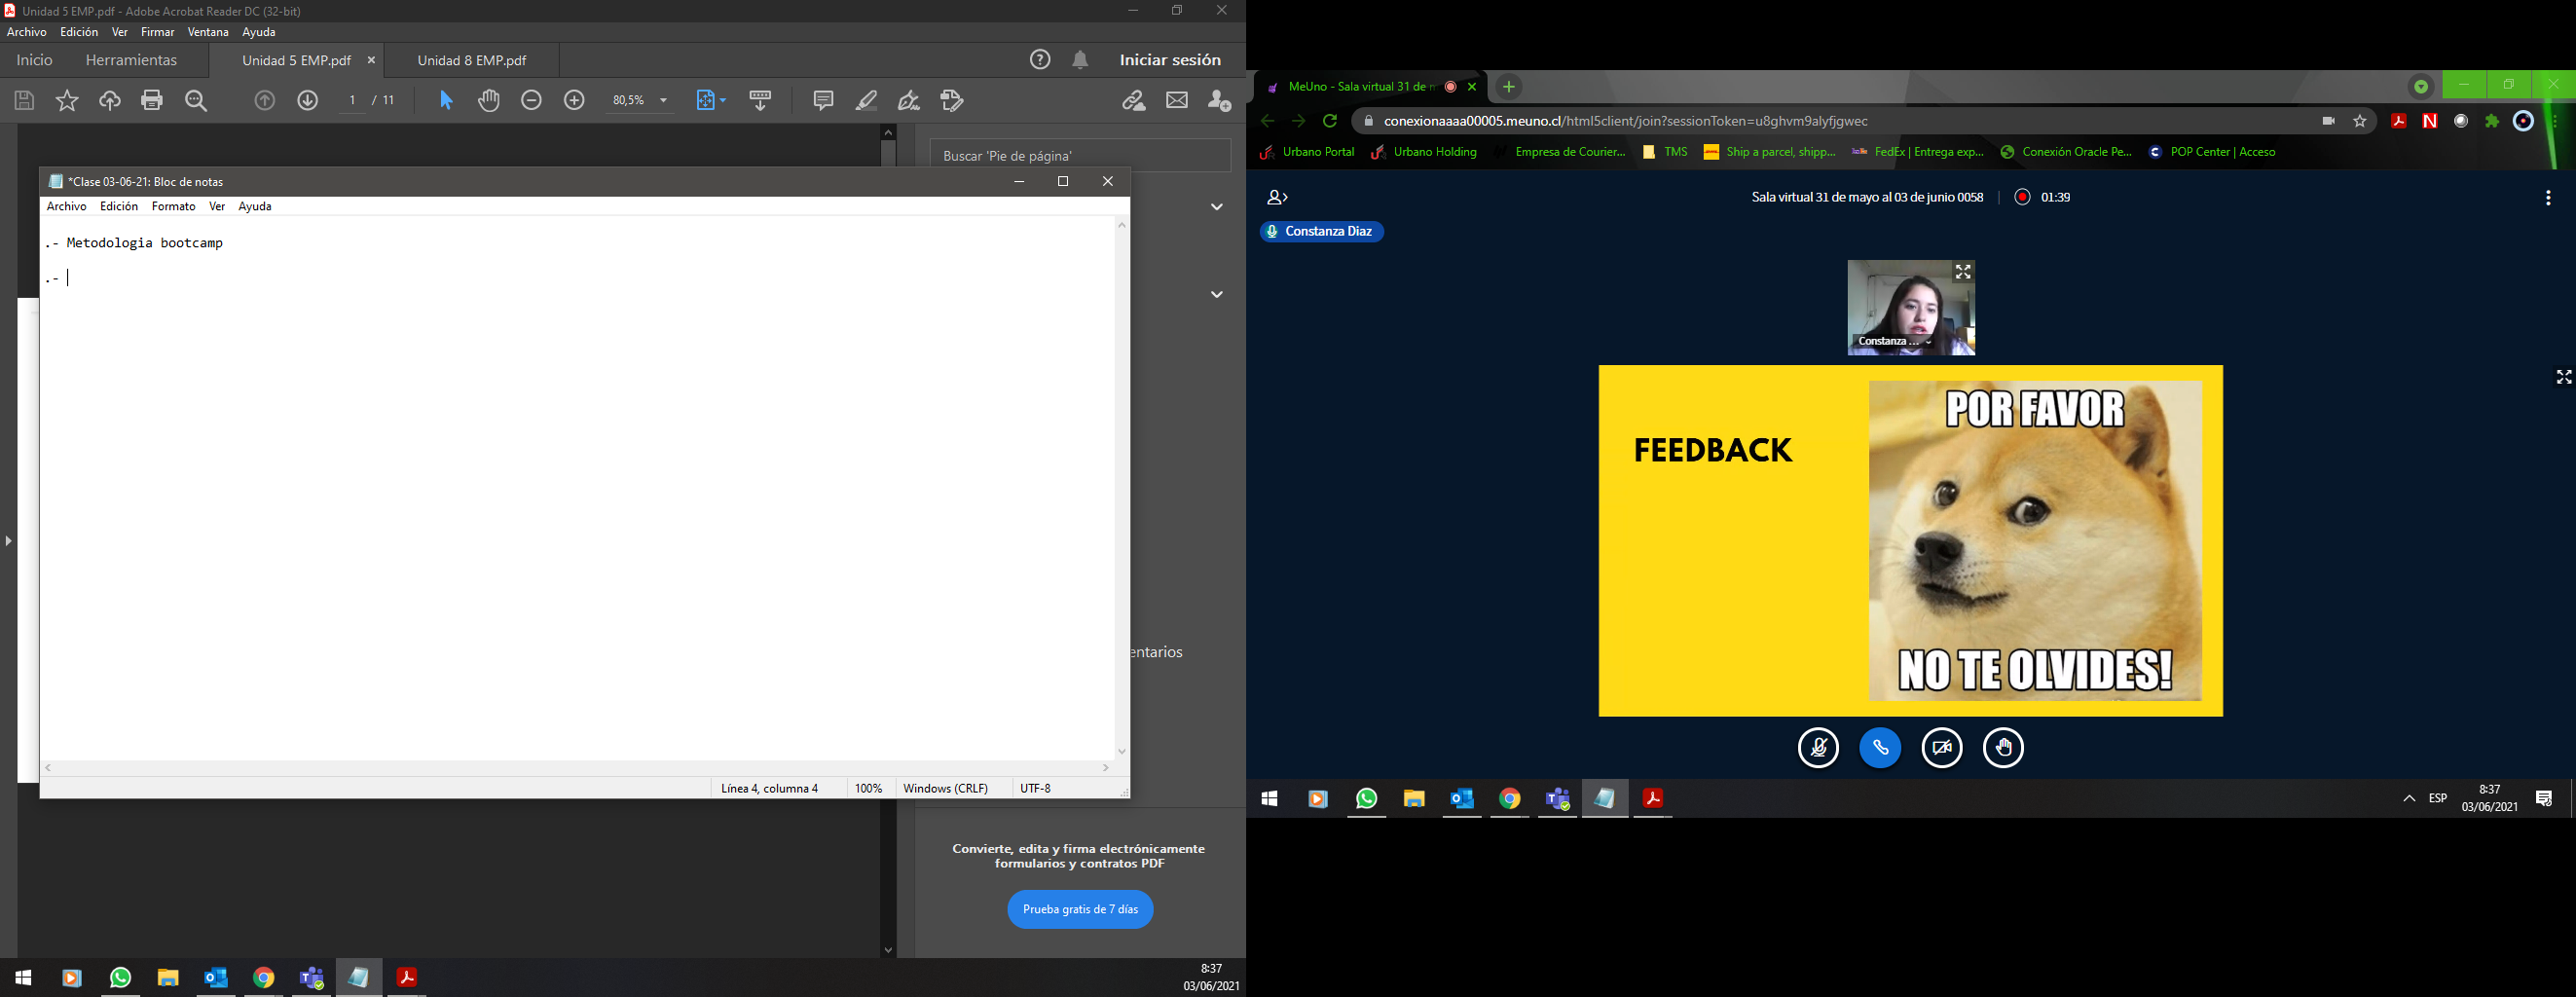 Unidad 5 EMP.pdf - Adobe Acrobat Reader DC (32-bit)
Archivo Edición Ver Firmar Ventana Ayuda
Inicio Herramientas Unidad 5 EMP.pdf × Unidad 8 EMP.pdf Iniciar sesión
1 / 11 80,5%
Buscar 'Pie de página'
*Clase 03-06-21: Bloc de notas
Archivo Edición Formato Ver Ayuda
.- Metodologia bootcamp
.-
entarios
Línea 4, columna 4 100% Windows (CRLF) UTF-8
Convierte, edita y firma electrónicamente
formularios y contratos PDF
Prueba gratis de 7 días
8:37
03/06/2021
MeUno - Sala virtual 31 de
conexionaaaa00005.meuno.cl/html5client/join?sessionToken=u8ghvm9alyfjgwec
Urbano Portal Urbano Holding Empresa de Courier... TMS Ship a parcel, shipp... FedEx | Entrega exp... Conexión Oracle Pe... POP Center | Acceso
Sala virtual 31 de mayo al 03 de junio 0058 | 01:39
Constanza Diaz
Constanza ...
FEEDBACK
POR FAVOR
NO TE OLVIDES!
ESP
8:37
03/06/2021